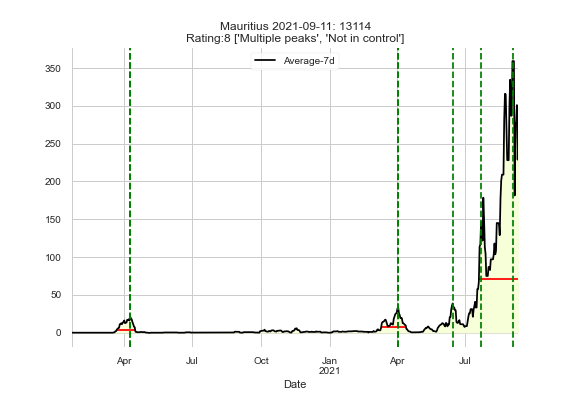 Mauritius 2021-09-11: 13114
Rating:8 ['Multiple peaks', 'Not in control']
Average-7d
350
300
250
200
150
100
50
0
Apr
Jul
Oct
Jan
2021
Apr
Jul
Date